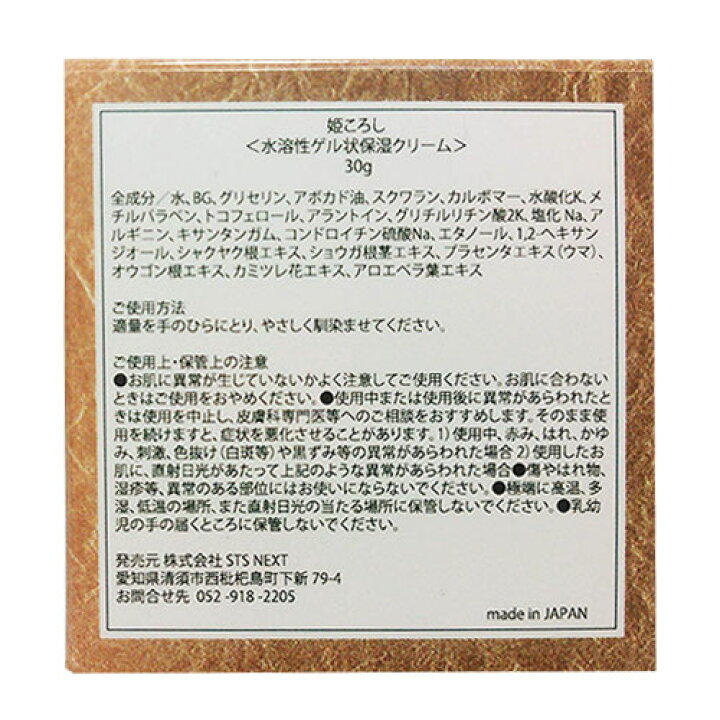 姫ころし
＜水溶性ゲル状保湿クリーム＞
30g
全成分／水、BG、グリセリン、アボカド油、スクワラン、カルボマー、水酸化K、メ
チルパラベン、トコフェロール、アラントイン、グリチルリチン酸2K、塩化 Na、ア
ルギニン、キサンタンガム、コンドロイチン硫酸Na、エタノール、1,2-ヘキサン
ジオール、シャクヤク根エキス、ショウガ根茎エキス、プラセンタエキス(ウマ)、
オウゴン根エキス、カミツレ花エキス、アロエベラ葉エキス
ご使用方法
適量を手のひらにとり、やさしく馴染ませてください。
ご使用上・保管上の注意
●お肌に異常が生じていないかよく注意してご使用ください。お肌に合わない
ときはご使用をおやめください。●使用中または使用後に異常があらわれたと
きは使用を中止し、皮膚科専門医等へのご相談をおすすめします。そのまま使
用を続けますと、症状を悪化させることがあります。1) 使用中、赤み、はれ、かゆ
み、刺激、色抜け(白斑等)や黒ずみ等の異常があらわれた場合 2) 使用したお
肌に、直射日光があたって上記のような異常があらわれた場合●傷やはれ物、
湿疹等、異常のある部位にはお使いにならないでください。●極端に高温、多
湿、低温の場所、また直射日光の当たる場所に保管しないでください。●乳幼
児の手の届くところに保管しないでください。
発売元 株式会社 STS NEXT
愛知県清須市西枇杷島町下新 79-4
お問合せ先 052 -918 -2205
made in JAPAN